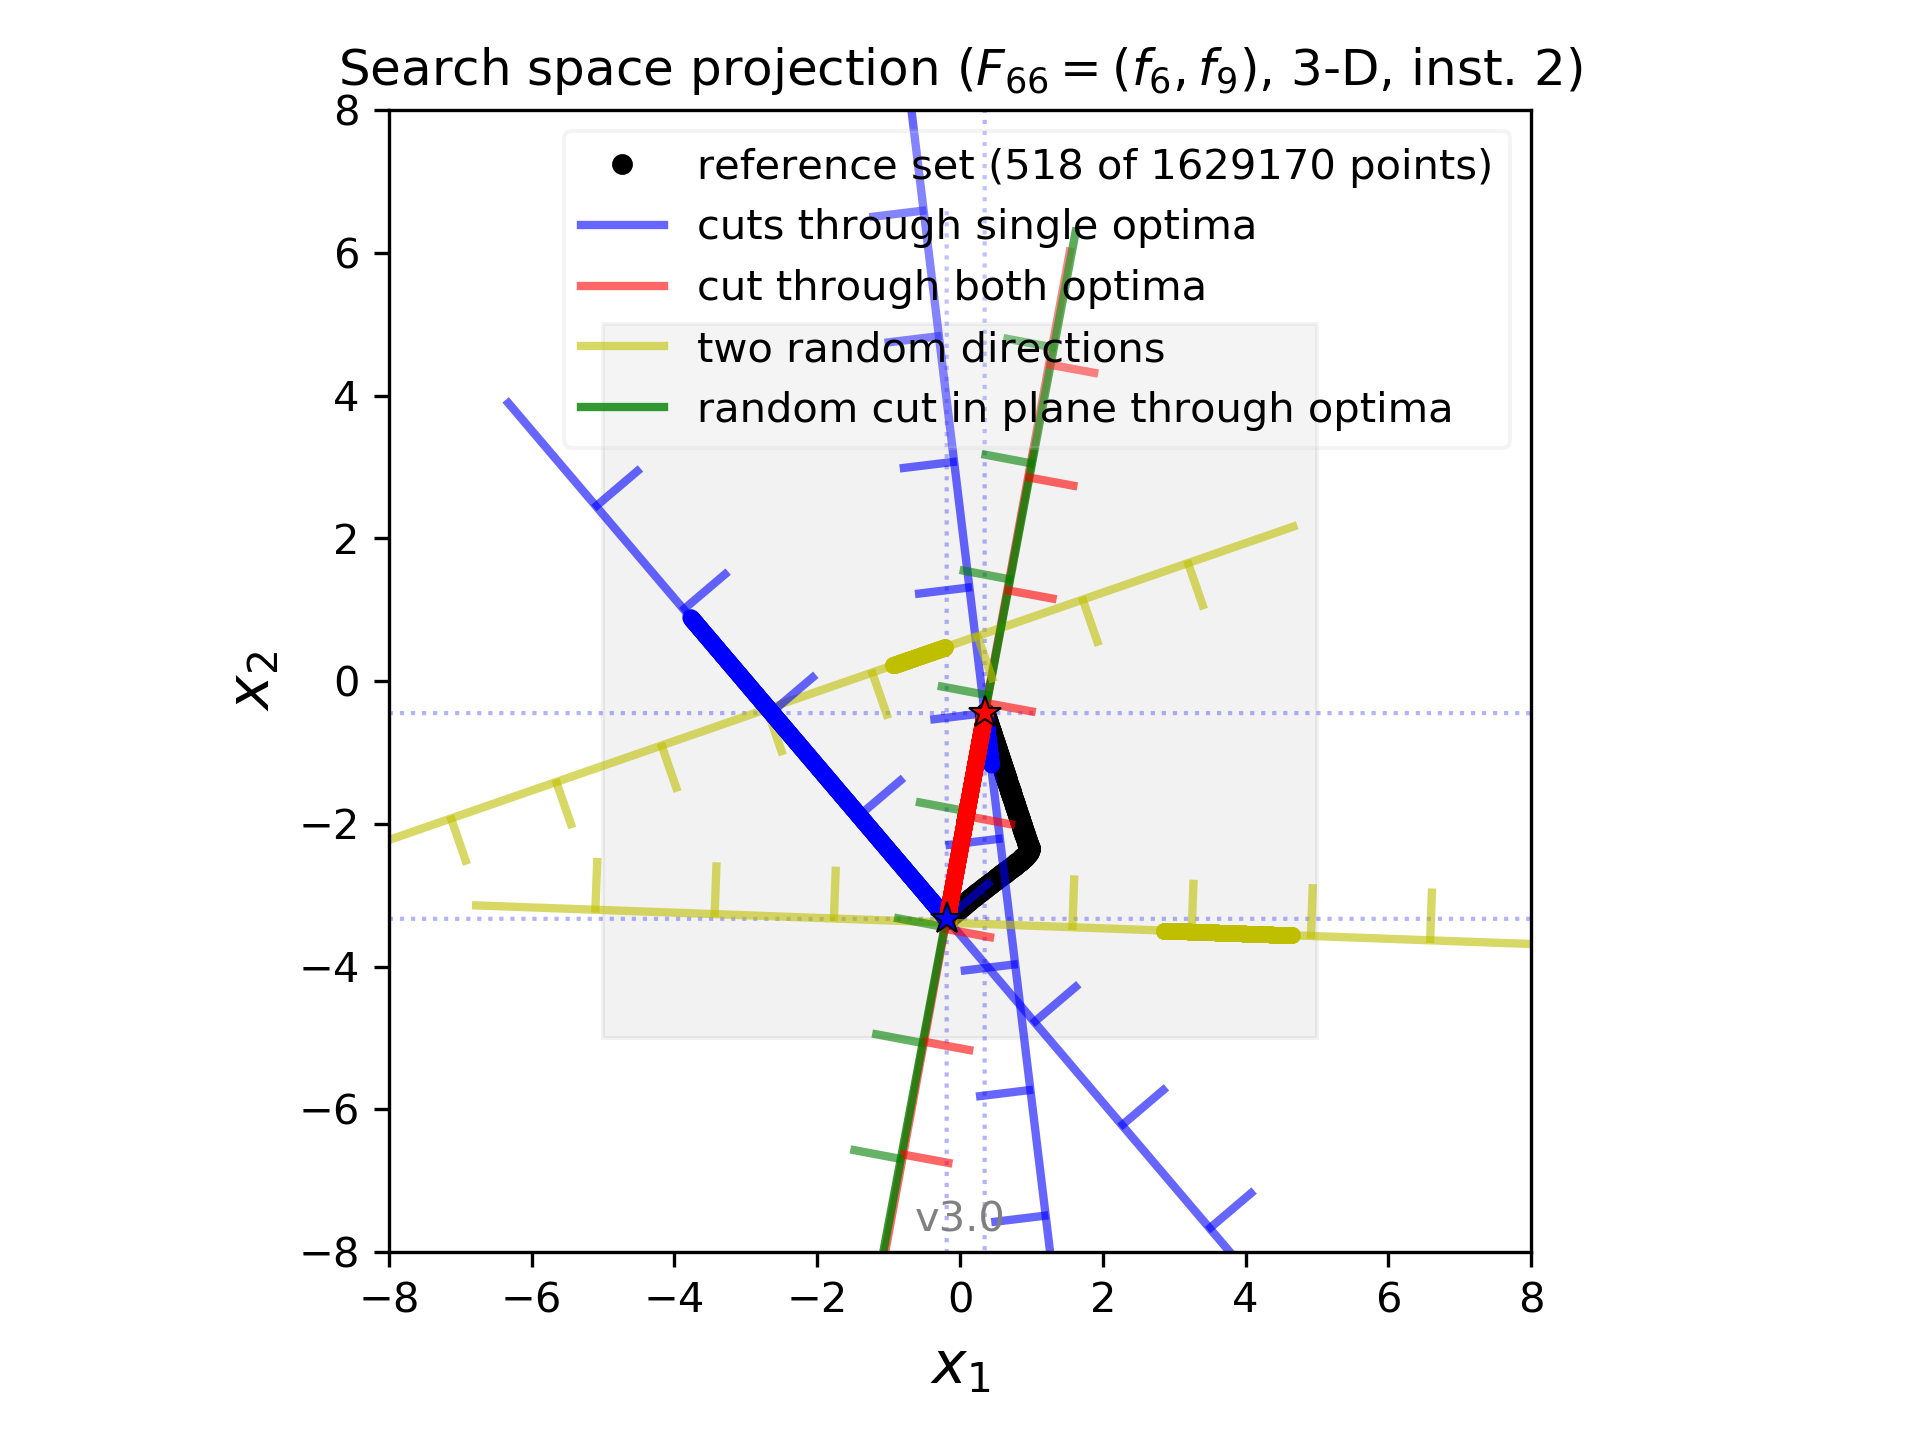 Search space projection (F₆₆ = (f₆, f₉), 3-D, inst. 2)
reference set (518 of 1629170 points)
cuts through single optima
cut through both optima
two random directions
random cut in plane through optima
8
6
4
2
0
−2
−4
−6
−8
x₂
v3.0
−8 −6 −4 −2 0 2 4 6 8
x₁